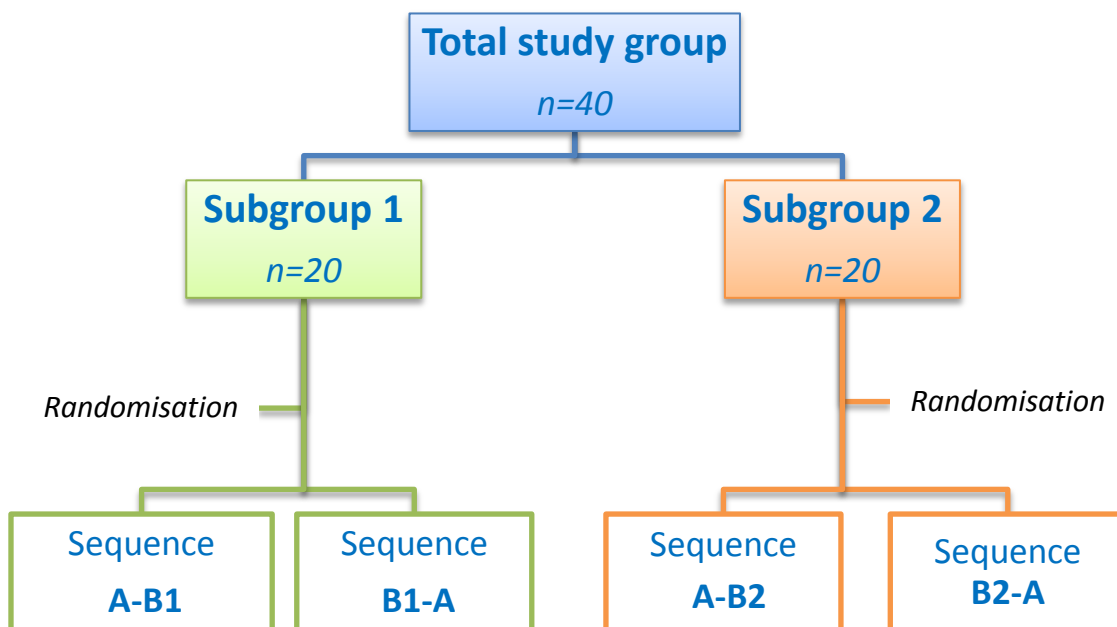 Total study group
n=40
Subgroup 1
n=20
Subgroup 2
n=20
Randomisation
Randomisation
Sequence
A-B1
Sequence
B1-A
Sequence
A-B2
Sequence
B2-A